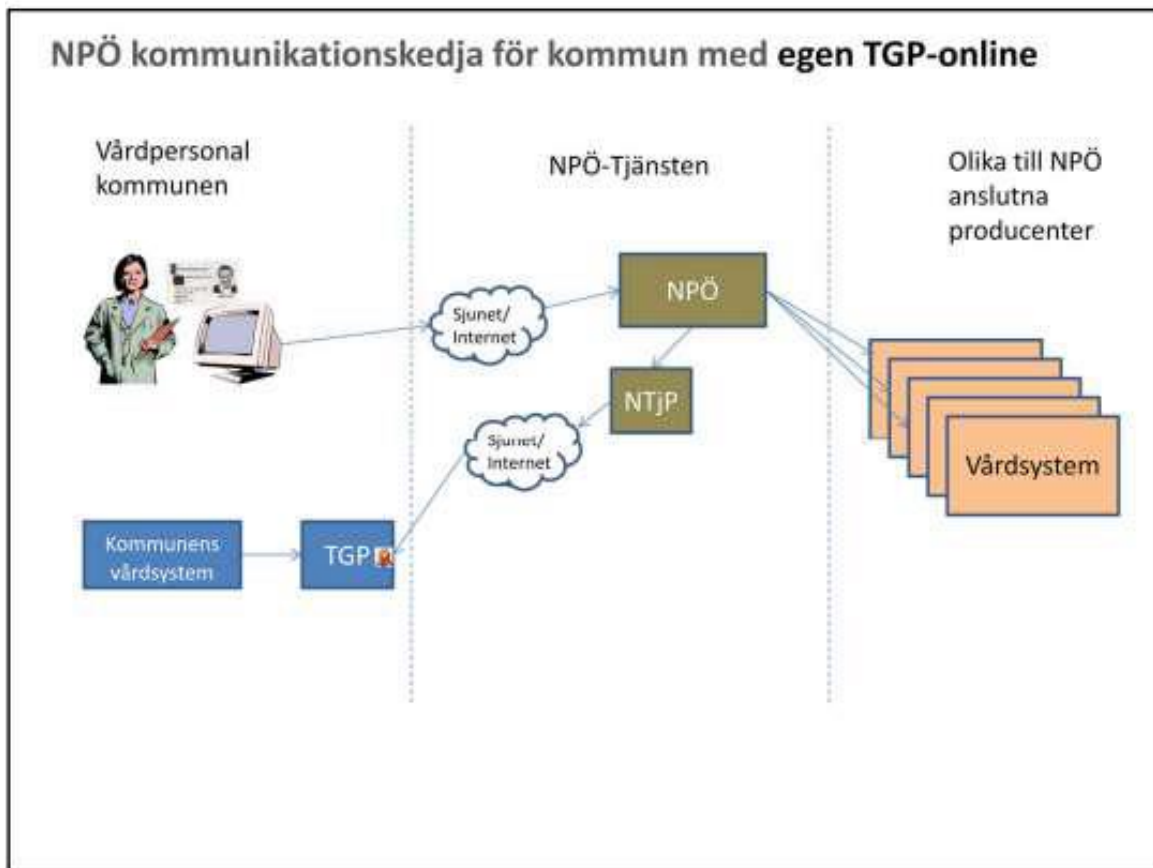 NPÖ kommunikationskedja för kommun med egen TGP-online
Vårdpersonal
kommunen
NPÖ-Tjänsten
Olika till NPÖ
anslutna
producenter
Sjunet/
Internet
NPÖ
NTjP
Sjunet/
Internet
Vårdsystem
Kommunens
vårdsystem
TGP